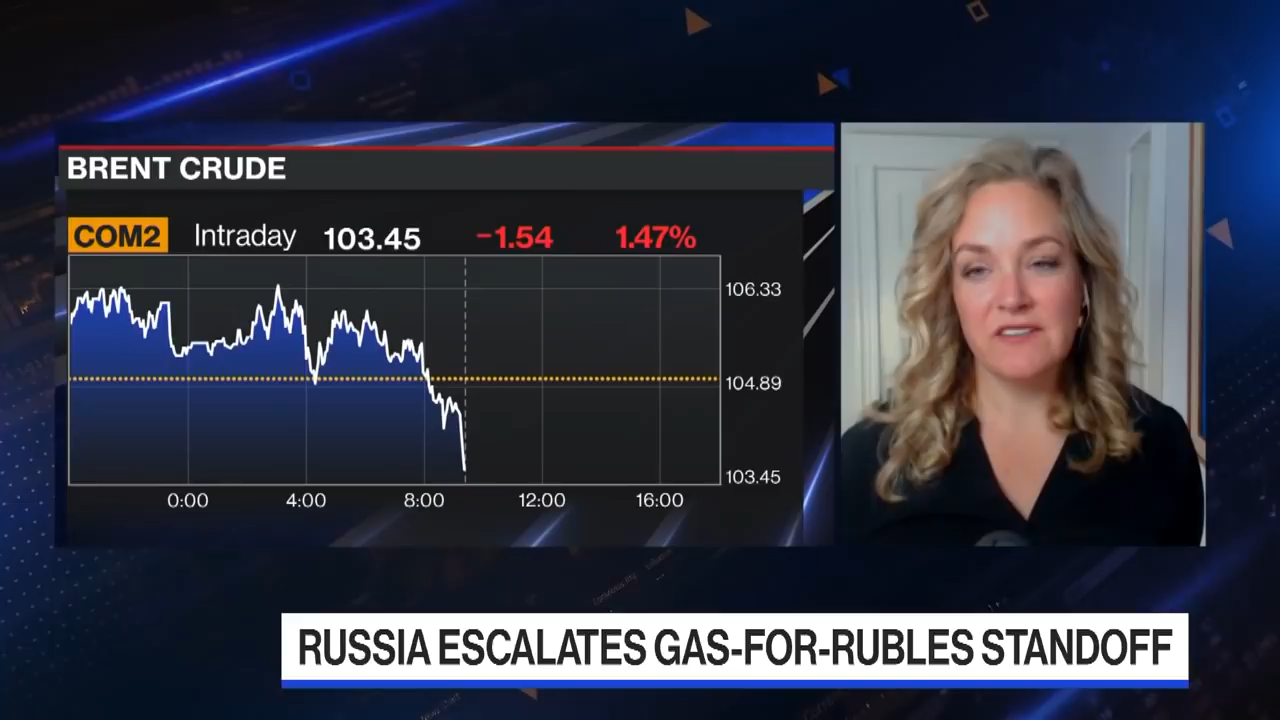 BRENT CRUDE
COM2 Intraday 103.45 −1.54 1.47%
106.33
104.89
103.45
0:00 4:00 8:00 12:00 16:00
RUSSIA ESCALATES GAS-FOR-RUBLES STANDOFF